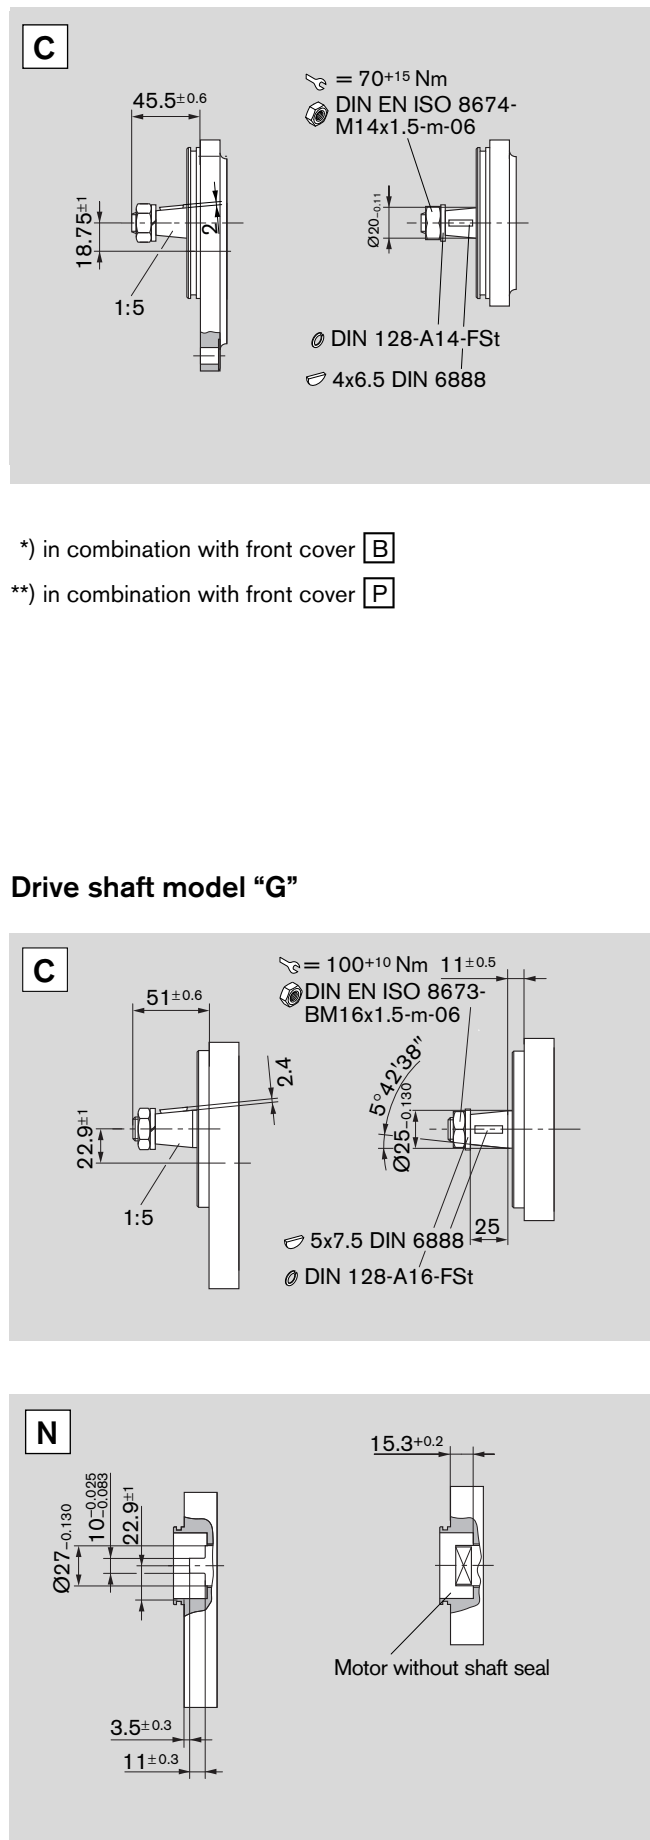 C
= 70+15 Nm
DIN EN ISO 8674-
M14x1.5-m-06
45.5±0.6
18.75±1
2
1:5
Ø20-0.11
DIN 128-A14-FSt
4x6.5 DIN 6888
*) in combination with front cover B
**) in combination with front cover P
Drive shaft model “G”
C
= 100+10 Nm
11±0.5
DIN EN ISO 8673-
BM16x1.5-m-06
51±0.6
2.4
22.9±1
1:5
5°42'38"
Ø25-0.130
25
5x7.5 DIN 6888
DIN 128-A16-FSt
N
15.3+0.2
Ø27-0.130
10-0.025
-0.083
22.9±1
Motor without shaft seal
3.5±0.3
11±0.3